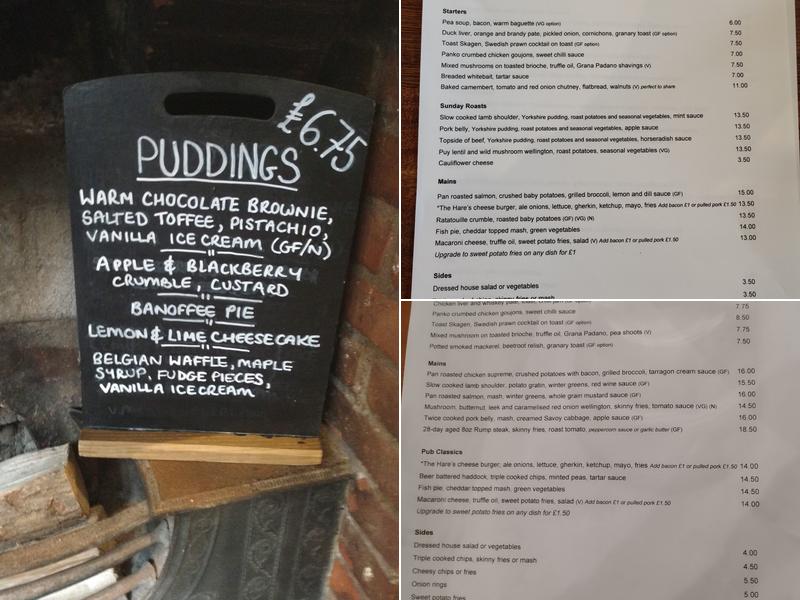 £6.75
PUDDINGS
WARM CHOCOLATE BROWNIE,
SALTED TOFFEE, PISTACHIO,
VANILLA ICE CREAM (GF/N)
APPLE & BLACKBERRY
CRUMBLE, CUSTARD
BANOFFEE PIE
LEMON & LIME CHEESECAKE
BELGIAN WAFFLE, MAPLE
SYRUP, FUDGE PIECES,
VANILLA ICECREAM
Starters
Pea soup, bacon, warm baguette (VG option) 6.00
Duck liver, orange and brandy pate, pickled onion, cornichons, granary toast (GF option) 7.50
Toast Skagen, Swedish prawn cocktail on toast (GF option) 7.50
Panko crumbed chicken goujons, sweet chilli sauce 7.00
Mixed mushrooms on toasted brioche, truffle oil, Grana Padano shavings (V) 7.50
Breaded whitebait, tartar sauce 7.00
Baked camembert, tomato and red onion chutney, flatbread, walnuts (V) perfect to share 11.00
Sunday Roasts
Slow cooked lamb shoulder, Yorkshire pudding, roast potatoes and seasonal vegetables, mint sauce 13.50
Pork belly, Yorkshire pudding, roast potatoes and seasonal vegetables, apple sauce 13.50
Topside of beef, Yorkshire pudding, roast potatoes and seasonal vegetables, horseradish sauce 13.50
Puy lentil and wild mushroom wellington, roast potatoes, seasonal vegetables (VG) 13.50
Cauliflower cheese 3.50
Mains
Pan roasted salmon, crushed baby potatoes, grilled broccoli, lemon and dill sauce (GF) 15.00
*The Hare's cheese burger, ale onions, lettuce, gherkin, ketchup, mayo, fries Add bacon £1 or pulled pork £1.50 13.50
Ratatouille crumble, roasted baby potatoes (GF) (VG) (N) 13.50
Fish pie, cheddar topped mash, green vegetables 14.00
Macaroni cheese, truffle oil, sweet potato fries, salad (V) Add bacon £1 or pulled pork £1.50 13.00
Upgrade to sweet potato fries on any dish for £1
Sides
Dressed house salad or vegetables 3.50
skinny fries or mash 3.50
Chicken liver and whiskey pate, 7.75
Panko crumbed chicken goujons, sweet chilli sauce 8.50
Toast Skagen, Swedish prawn cocktail on toast (GF option)
Mixed mushroom on toasted brioche, truffle oil, Grana Padano, pea shoots (V) 7.75
Potted smoked mackerel, beetroot relish, granary toast (GF option) 7.50
Mains
Pan roasted chicken supreme, crushed potatoes with bacon, grilled broccoli, tarragon cream sauce (GF) 16.00
Slow cooked lamb shoulder, potato gratin, winter greens, red wine sauce (GF) 15.50
Pan roasted salmon, mash, winter greens, whole grain mustard sauce (GF) 16.00
Mushroom, butternut, leek and caramelised red onion wellington, skinny fries, tomato sauce (VG) (N) 14.50
Twice cooked pork belly, mash, creamed Savoy cabbage, apple sauce (GF) 16.00
28-day aged 8oz Rump steak, skinny fries, roast tomato, peppercorn sauce or garlic butter (GF) 18.50
Pub Classics
*The Hare's cheese burger, ale onions, lettuce, gherkin, ketchup, mayo, fries Add bacon £1 or pulled pork £1.50 14.00
Beer battered haddock, triple cooked chips, minted peas, tartar sauce 14.50
Fish pie, cheddar topped mash, green vegetables 14.50
Macaroni cheese, truffle oil, sweet potato fries, salad (V) Add bacon £1 or pulled pork £1.50 14.00
Upgrade to sweet potato fries on any dish for £1.50
Sides
Dressed house salad or vegetables 4.00
Triple cooked chips, skinny fries or mash 4.50
Cheesy chips or fries 5.50
Onion rings 5.00
Sweet potato fries